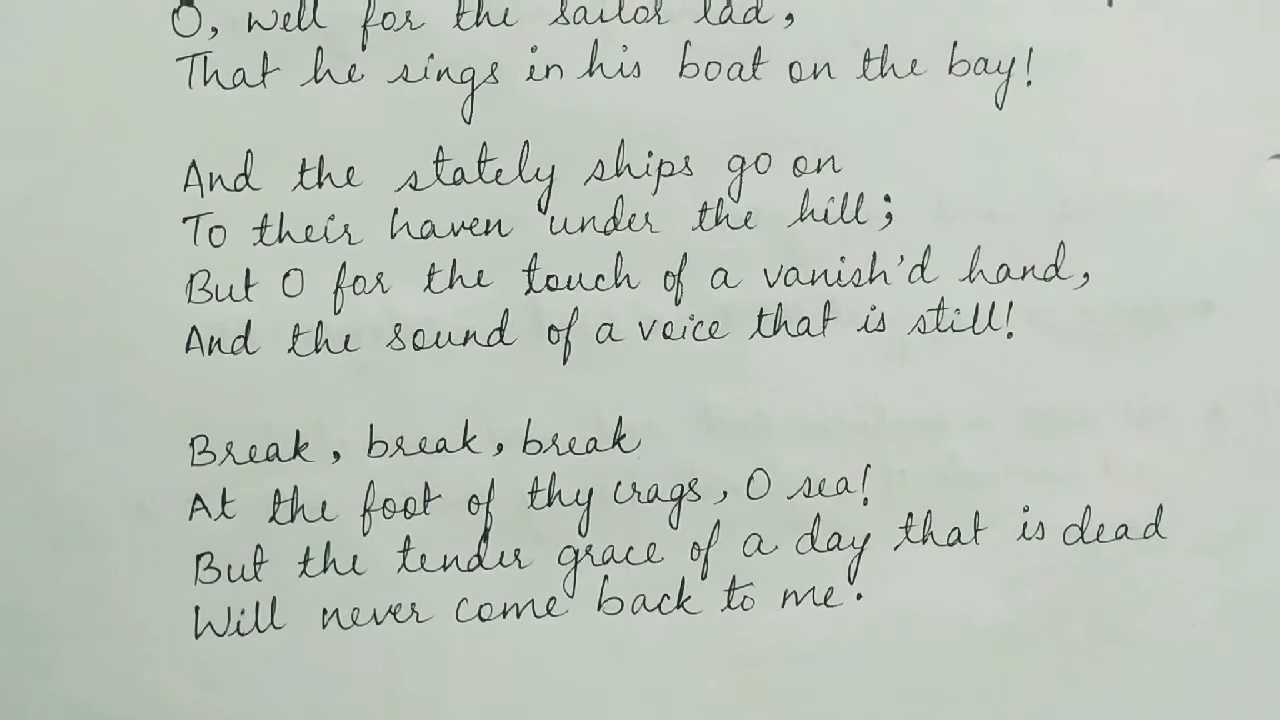 O, well for the sailor lad,
That he sings in his boat on the bay!
And the stately ships go on
To their haven under the hill;
But O for the touch of a vanish'd hand,
And the sound of a voice that is still!
Break, break, break
At the foot of thy crags, O sea!
But the tender grace of a day that is dead
Will never come back to me.